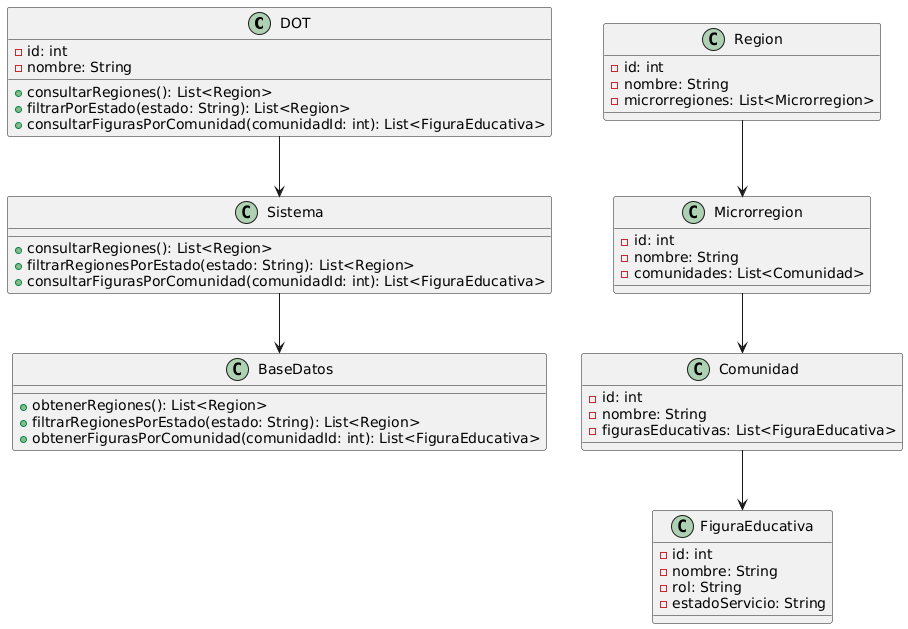 C DOT
id: int
nombre: String
consultarRegiones(): List<Region>
filtrarPorEstado(estado: String): List<Region>
consultarFigurasPorComunidad(comunidadId: int): List<FiguraEducativa>
C Region
id: int
nombre: String
microrregiones: List<Microrregion>
C Sistema
consultarRegiones(): List<Region>
filtrarRegionesPorEstado(estado: String): List<Region>
consultarFigurasPorComunidad(comunidadId: int): List<FiguraEducativa>
C Microrregion
id: int
nombre: String
comunidades: List<Comunidad>
C BaseDatos
obtenerRegiones(): List<Region>
filtrarRegionesPorEstado(estado: String): List<Region>
obtenerFigurasPorComunidad(comunidadId: int): List<FiguraEducativa>
C Comunidad
id: int
nombre: String
figurasEducativas: List<FiguraEducativa>
C FiguraEducativa
id: int
nombre: String
rol: String
estadoServicio: String